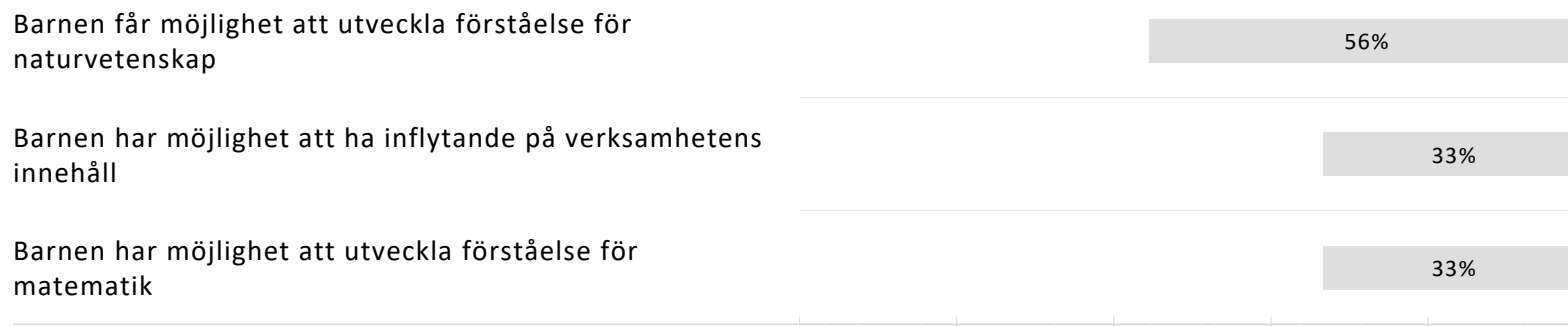 Barnen får möjlighet att utveckla förståelse för
naturvetenskap
56%
Barnen har möjlighet att ha inflytande på verksamhetens
innehåll
33%
Barnen har möjlighet att utveckla förståelse för
matematik
33%